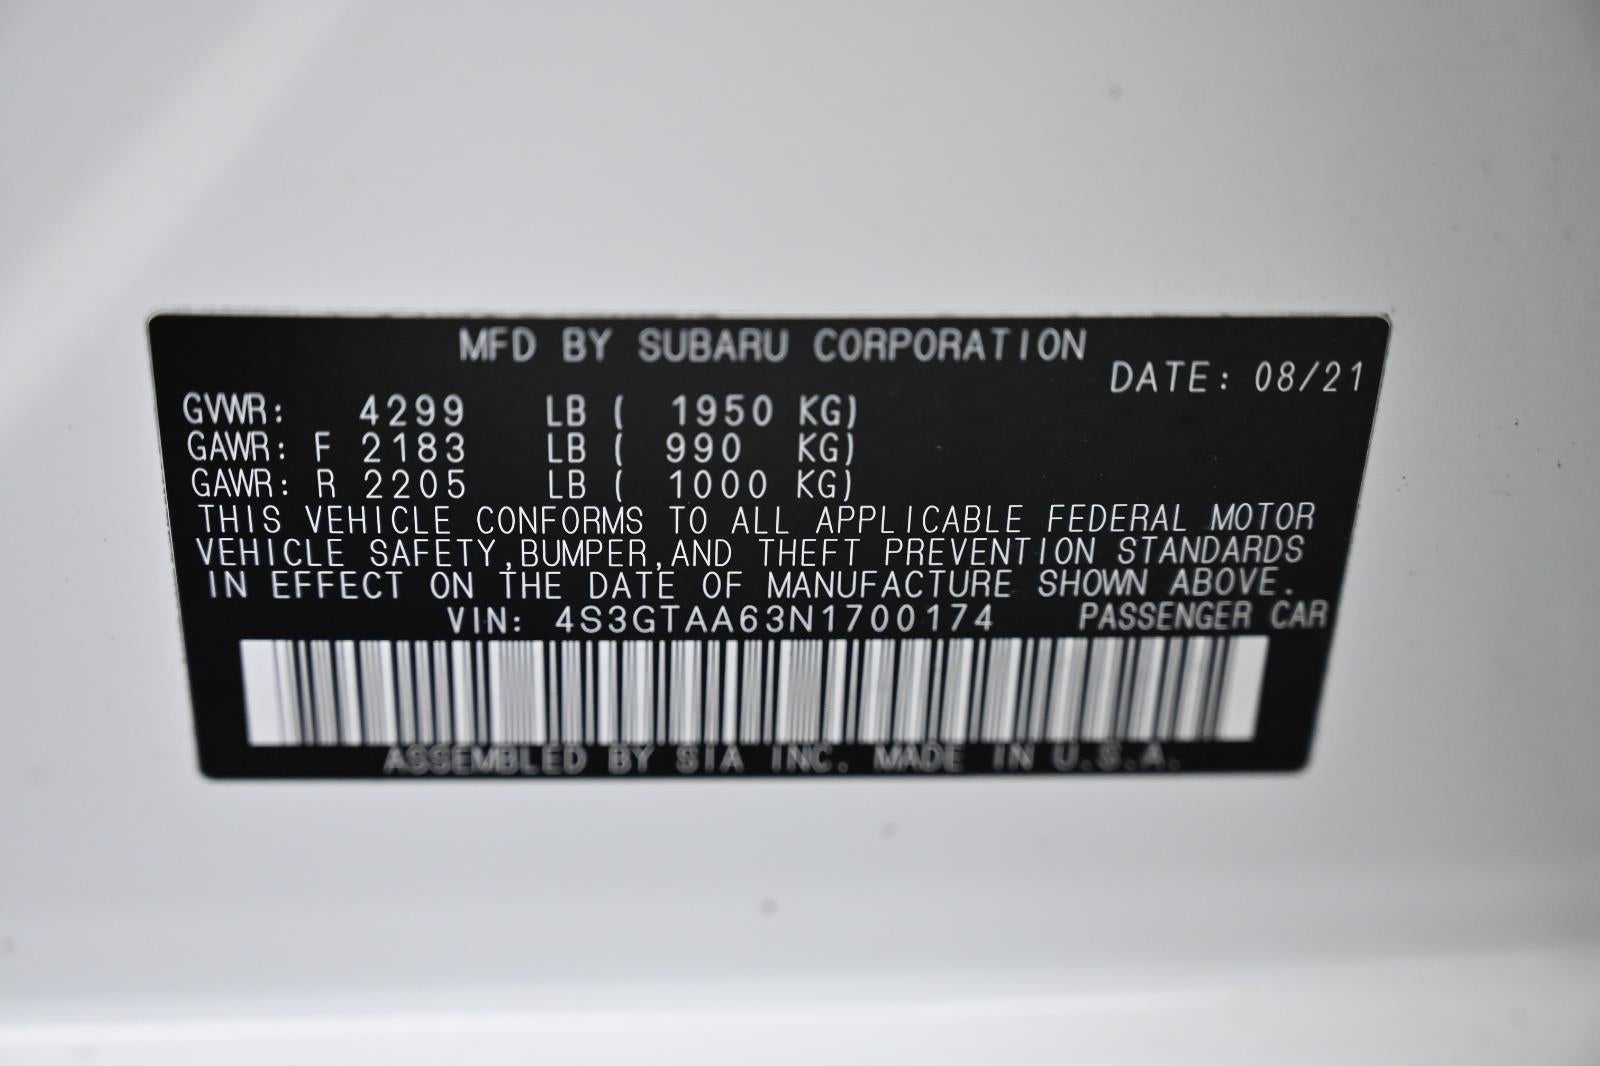 MFD BY SUBARU CORPORATION
DATE: 08/21
GVWR: 4299 LB ( 1950 KG)
GAWR: F 2183 LB ( 990 KG)
GAWR: R 2205 LB ( 1000 KG)
THIS VEHICLE CONFORMS TO ALL APPLICABLE FEDERAL MOTOR
VEHICLE SAFETY,BUMPER,AND THEFT PREVENTION STANDARDS
IN EFFECT ON THE DATE OF MANUFACTURE SHOWN ABOVE.
VIN: 4S3GTAA63N1700174 PASSENGER CAR
ASSEMBLED BY SIA INC. MADE IN U.S.A.